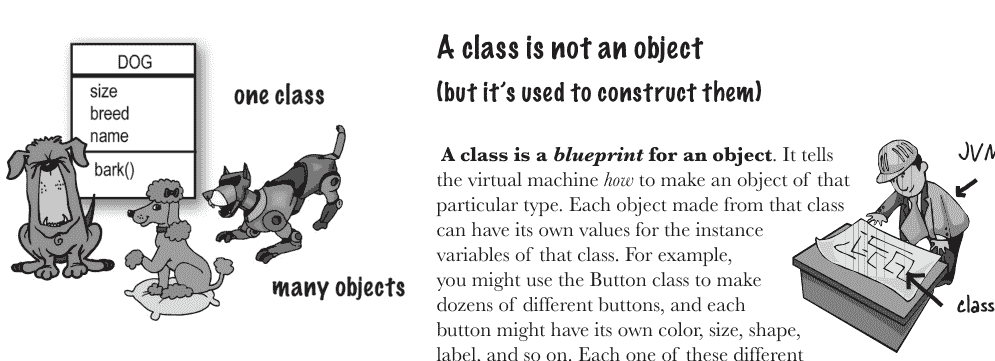 DOG
size
breed
name
bark()
one class
many objects
A class is not an object
(but it's used to construct them)
A class is a blueprint for an object. It tells
the virtual machine how to make an object of that
particular type. Each object made from that class
can have its own values for the instance
variables of that class. For example,
you might use the Button class to make
dozens of different buttons, and each
button might have its own color, size, shape,
label, and so on. Each one of these different
JVM
class